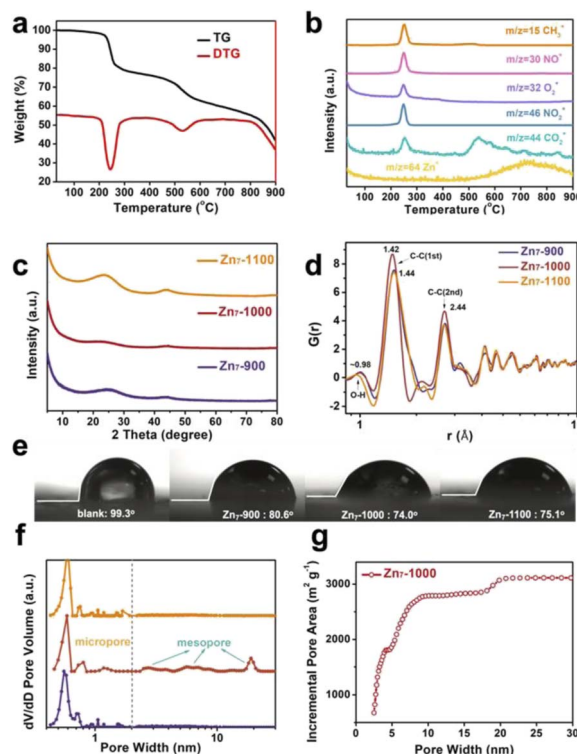 a
TG
DTG
100
90
80
70
60
50
40
30
20
Weight (%)
100 200 300 400 500 600 700 800 900
Temperature (°C)
b
m/z=15 CH₃⁺
m/z=30 NO⁺
m/z=32 O₂⁺
m/z=46 NO₂⁺
m/z=44 CO₂⁺
m/z=64 Zn⁺
Intensity (a.u.)
100 200 300 400 500 600 700 800 900
Temperature (°C)
c
Zn₇-1100
Zn₇-1000
Zn₇-900
Intensity (a.u.)
10 20 30 40 50 60 70 80
2 Theta (degree)
d
1.42
C-C(1st)
1.44
Zn₇-900
Zn₇-1000
Zn₇-1100
C-C(2nd)
2.44
~0.98
O-H
8
6
4
2
0
-2
G(r)
1
r (Å)
e
blank: 99.3°
Zn₇-900 : 80.6°
Zn₇-1000 : 74.0°
Zn₇-1100 : 75.1°
f
micropore
mesopore
dV/dD Pore Volume (a.u.)
1 10
Pore Width (nm)
g
Zn₇-1000
3000
2500
2000
1500
1000
Incremental Pore Area (m² g⁻¹)
0 5 10 15 20 25 30
Pore Width (nm)